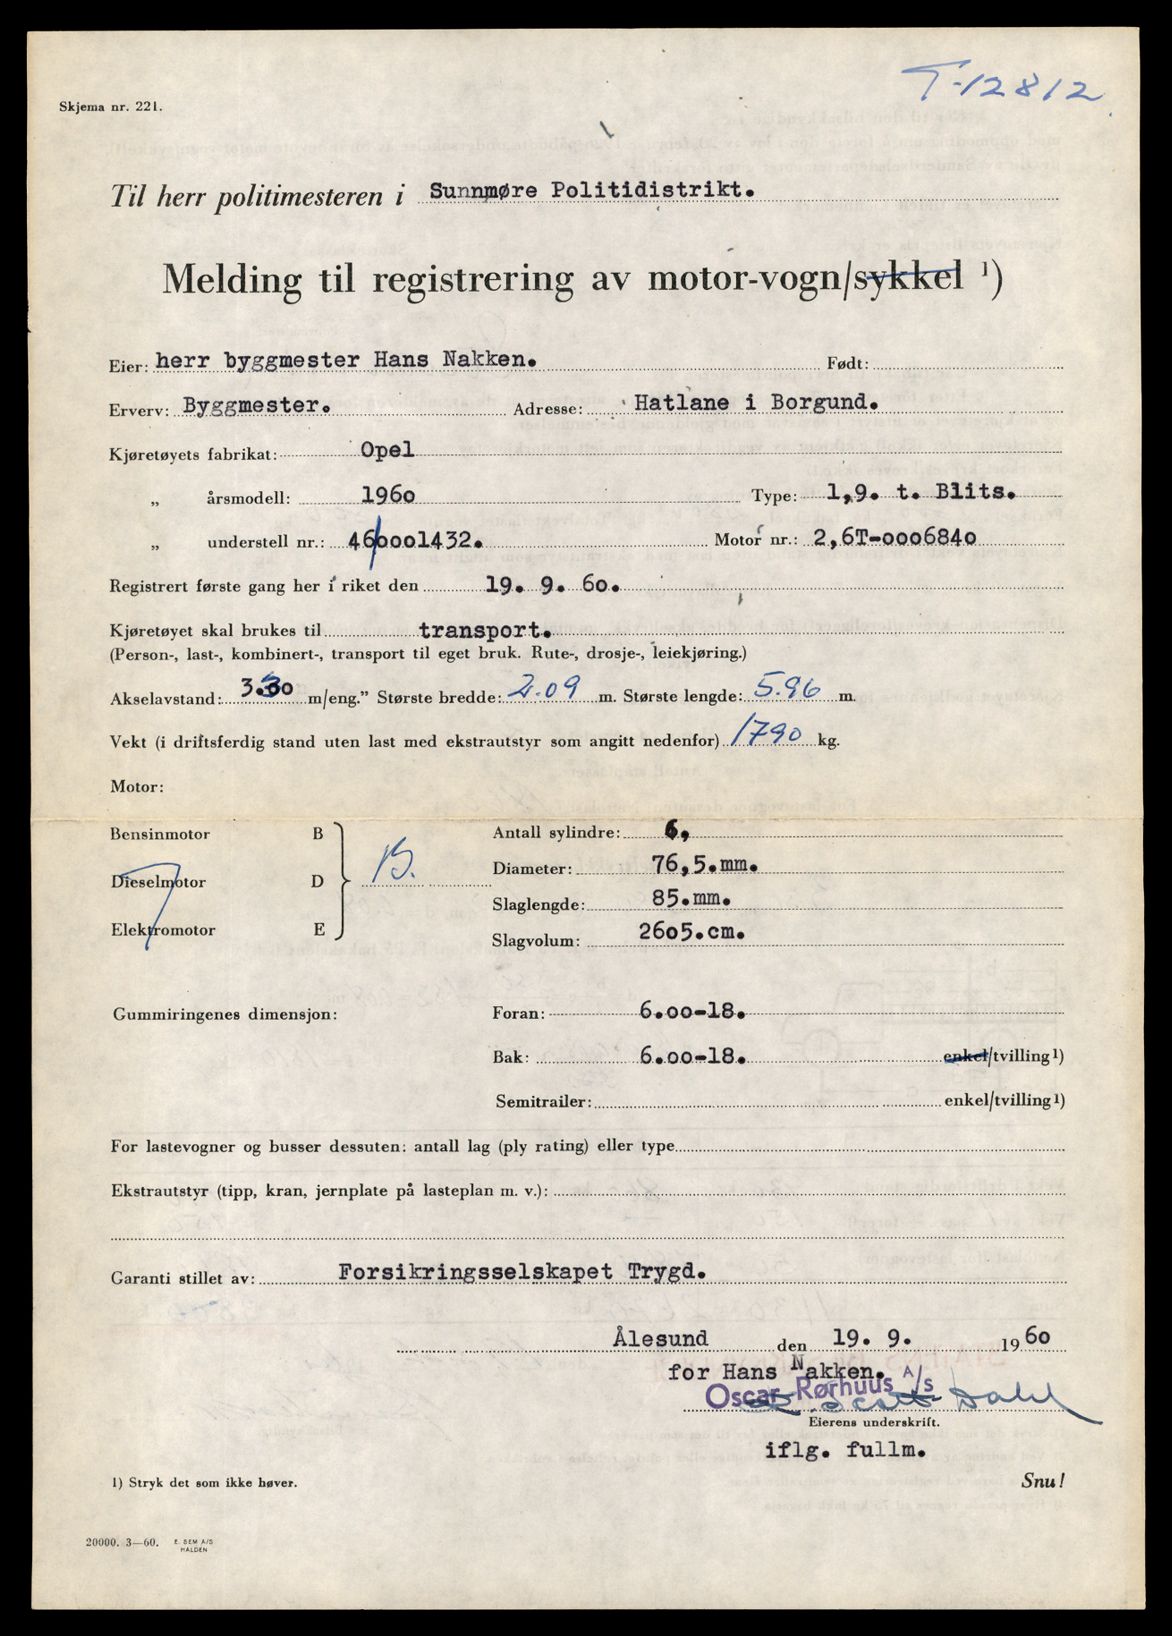 T-12812
Skjema nr. 221.
Til herr politimesteren i Sunnmøre Politidistrikt.
Melding til registrering av motor-vogn/sykkel ¹)
Eier: herr byggmester Hans Nakken. Født:
Erverv: Byggmester. Adresse: Hatlane i Borgund.
Kjøretøyets fabrikat: Opel
„ årsmodell: 1960 Type: 1,9. t. Blits.
„ understell nr.: 46/0001432. Motor nr.: 2,6T-0006840
Registrert første gang her i riket den 19. 9. 60.
Kjøretøyet skal brukes til transport.
(Person-, last-, kombinert-, transport til eget bruk. Rute-, drosje-, leiekjøring.)
Akselavstand: 3.30 m/eng.” Største bredde: 2.09 m. Største lengde: 5.96 m.
Vekt (i driftsferdig stand uten last med ekstrautstyr som angitt nedenfor) 1790 kg.
Motor:
Bensinmotor B Antall sylindre: 6,
Dieselmotor D B. Diameter: 76,5.mm.
Slaglengde: 85.mm.
Elektromotor E Slagvolum: 2605.cm.
Gummiringenes dimensjon: Foran: 6.00-18.
Bak: 6.00-18. enkel/tvilling¹)
Semitrailer: enkel/tvilling¹)
For lastevogner og busser dessuten: antall lag (ply rating) eller type
Ekstrautstyr (tipp, kran, jernplate på lasteplan m. v.):
Garanti stillet av: Forsikringsselskapet Trygd.
Ålesund den 19. 9. 1960
for Hans Nakken.
Oscar Rørhuus A/S
Dahl
Eierens underskrift.
iflg. fullm.
1) Stryk det som ikke høver. Snu!
20000. 3—60. E. SEM A/S
HALDEN